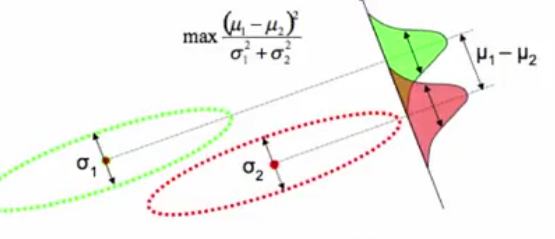 max (μ₁ − μ₂)² / σ₁² + σ₂²
μ₁ − μ₂
σ₁
σ₂